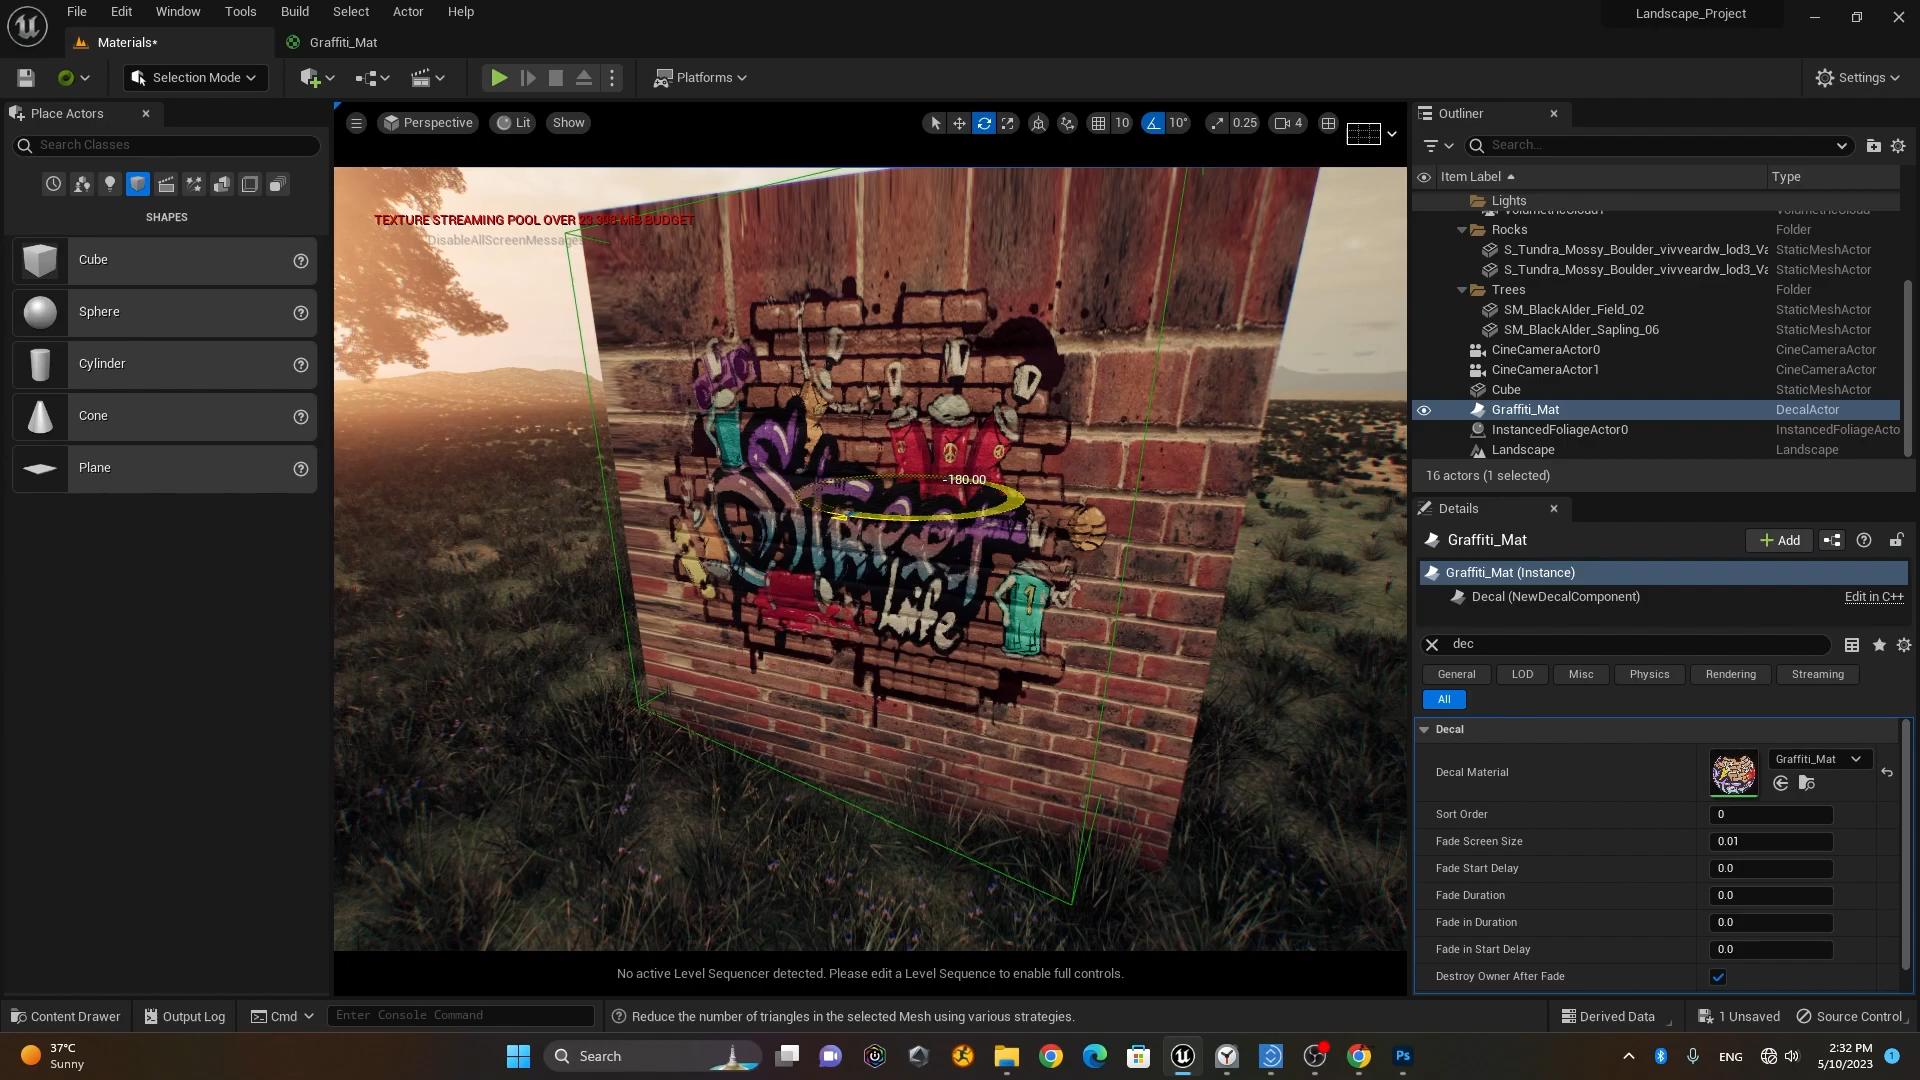 File Edit Window Tools Build Select Actor Help
Landscape_Project
Materials*
Graffiti_Mat
Selection Mode
Platforms
Settings
Place Actors
Search Classes
SHAPES
Cube
Sphere
Cylinder
Cone
Plane
Perspective
Lit
Show
10
10°
0.25
4
TEXTURE STREAMING POOL OVER 23.393 MiB BUDGET
DisableAllScreenMessages
-180.00
Life
No active Level Sequencer detected. Please edit a Level Sequence to enable full controls.
Outliner
Search...
Item Label
Type
Lights
VolumetricCloud1 VolumetricCloud
Rocks Folder
S_Tundra_Mossy_Boulder_vivveardw_lod3_Va StaticMeshActor
S_Tundra_Mossy_Boulder_vivveardw_lod3_Va StaticMeshActor
Trees Folder
SM_BlackAlder_Field_02 StaticMeshActor
SM_BlackAlder_Sapling_06 StaticMeshActor
CineCameraActor0 CineCameraActor
CineCameraActor1 CineCameraActor
Cube StaticMeshActor
Graffiti_Mat DecalActor
InstancedFoliageActor0 InstancedFoliageActo
Landscape Landscape
16 actors (1 selected)
Details
Graffiti_Mat
Add
Graffiti_Mat (Instance)
Decal (NewDecalComponent)
Edit in C++
dec
General LOD Misc Physics Rendering Streaming
All
Decal
Decal Material
Graffiti_Mat
Sort Order 0
Fade Screen Size 0.01
Fade Start Delay 0.0
Fade Duration 0.0
Fade in Duration 0.0
Fade in Start Delay 0.0
Destroy Owner After Fade
Content Drawer
Output Log
Cmd
Enter Console Command
Reduce the number of triangles in the selected Mesh using various strategies.
Derived Data
1 Unsaved
Source Control
37°C
Sunny
Search
Ps
ENG
2:32 PM
5/10/2023
1